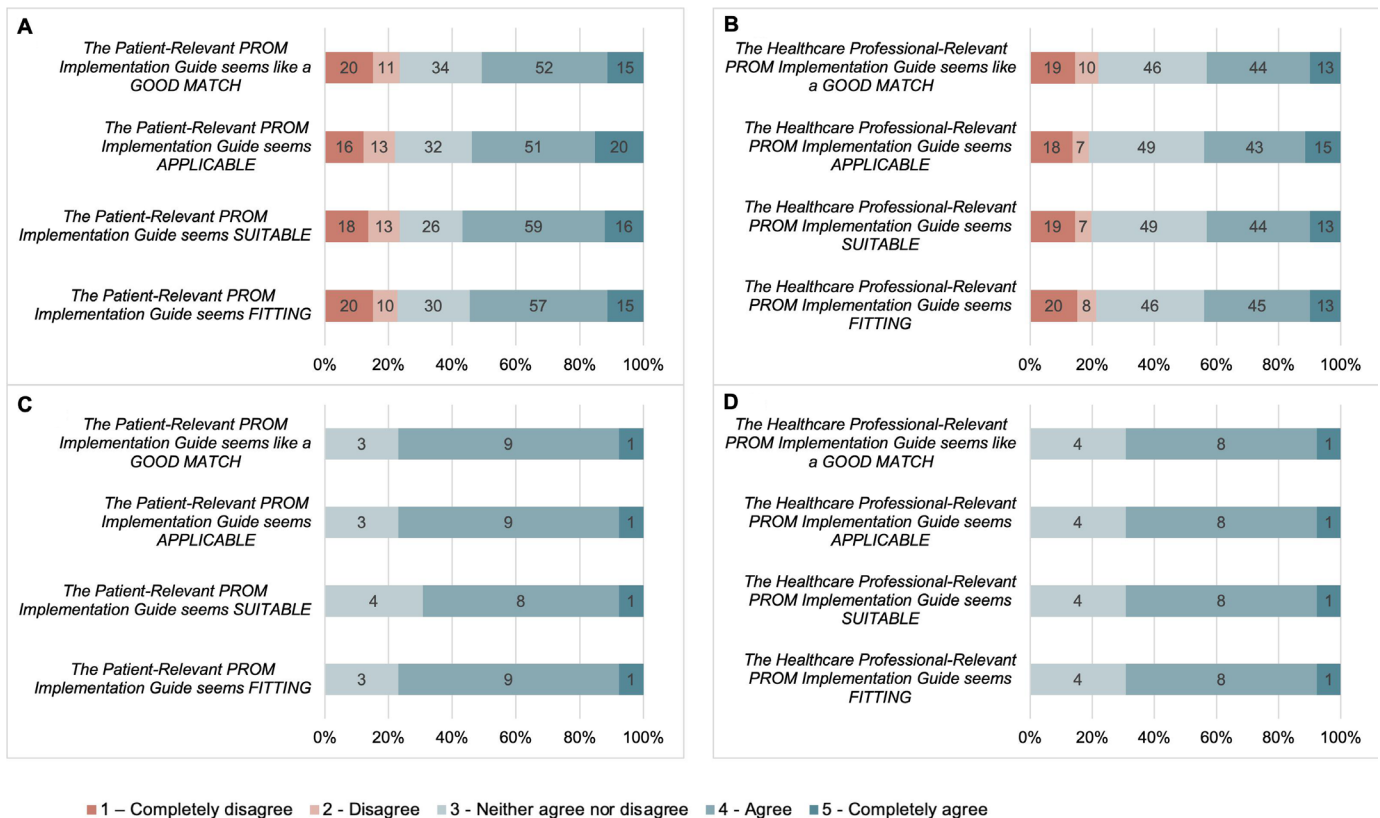 A
The Patient-Relevant PROM
Implementation Guide seems like a
GOOD MATCH
20 11 34 52 15
The Patient-Relevant PROM
Implementation Guide seems
APPLICABLE
16 13 32 51 20
The Patient-Relevant PROM
Implementation Guide seems SUITABLE
18 13 26 59 16
The Patient-Relevant PROM
Implementation Guide seems FITTING
20 10 30 57 15
0% 20% 40% 60% 80% 100%
B
The Healthcare Professional-Relevant
PROM Implementation Guide seems like
a GOOD MATCH
19 10 46 44 13
The Healthcare Professional-Relevant
PROM Implementation Guide seems
APPLICABLE
18 7 49 43 15
The Healthcare Professional-Relevant
PROM Implementation Guide seems
SUITABLE
19 7 49 44 13
The Healthcare Professional-Relevant
PROM Implementation Guide seems
FITTING
20 8 46 45 13
0% 20% 40% 60% 80% 100%
C
The Patient-Relevant PROM
Implementation Guide seems like a
GOOD MATCH
3 9 1
The Patient-Relevant PROM
Implementation Guide seems
APPLICABLE
3 9 1
The Patient-Relevant PROM
Implementation Guide seems SUITABLE
4 8 1
The Patient-Relevant PROM
Implementation Guide seems FITTING
3 9 1
0% 20% 40% 60% 80% 100%
D
The Healthcare Professional-Relevant
PROM Implementation Guide seems like
a GOOD MATCH
4 8 1
The Healthcare Professional-Relevant
PROM Implementation Guide seems
APPLICABLE
4 8 1
The Healthcare Professional-Relevant
PROM Implementation Guide seems
SUITABLE
4 8 1
The Healthcare Professional-Relevant
PROM Implementation Guide seems
FITTING
4 8 1
0% 20% 40% 60% 80% 100%
1 – Completely disagree 2 - Disagree 3 - Neither agree nor disagree 4 - Agree 5 - Completely agree